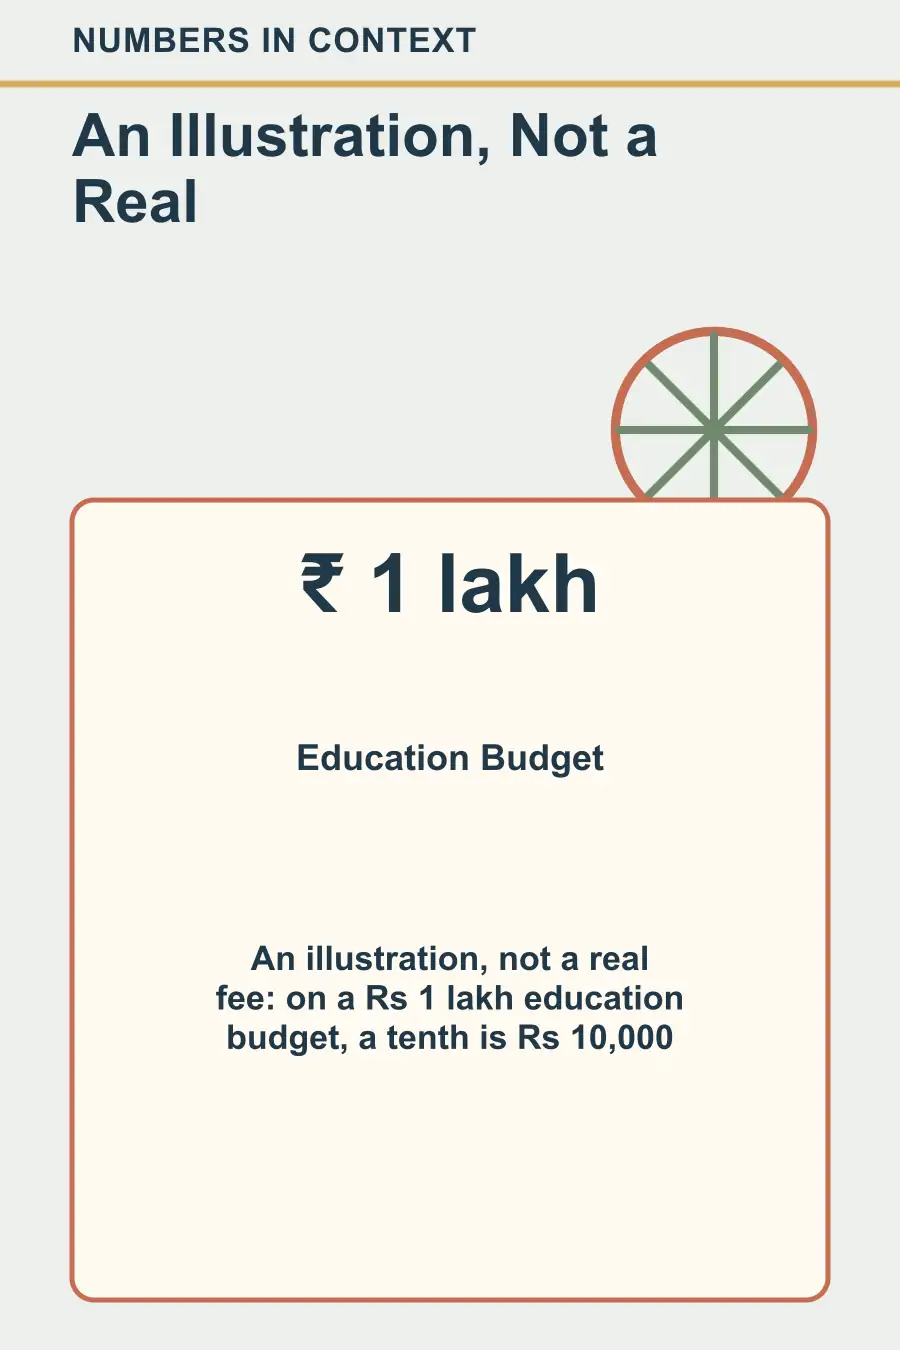 NUMBERS IN CONTEXT
An Illustration, Not a
Real
₹ 1 lakh
Education Budget
An illustration, not a real
fee: on a Rs 1 lakh education
budget, a tenth is Rs 10,000